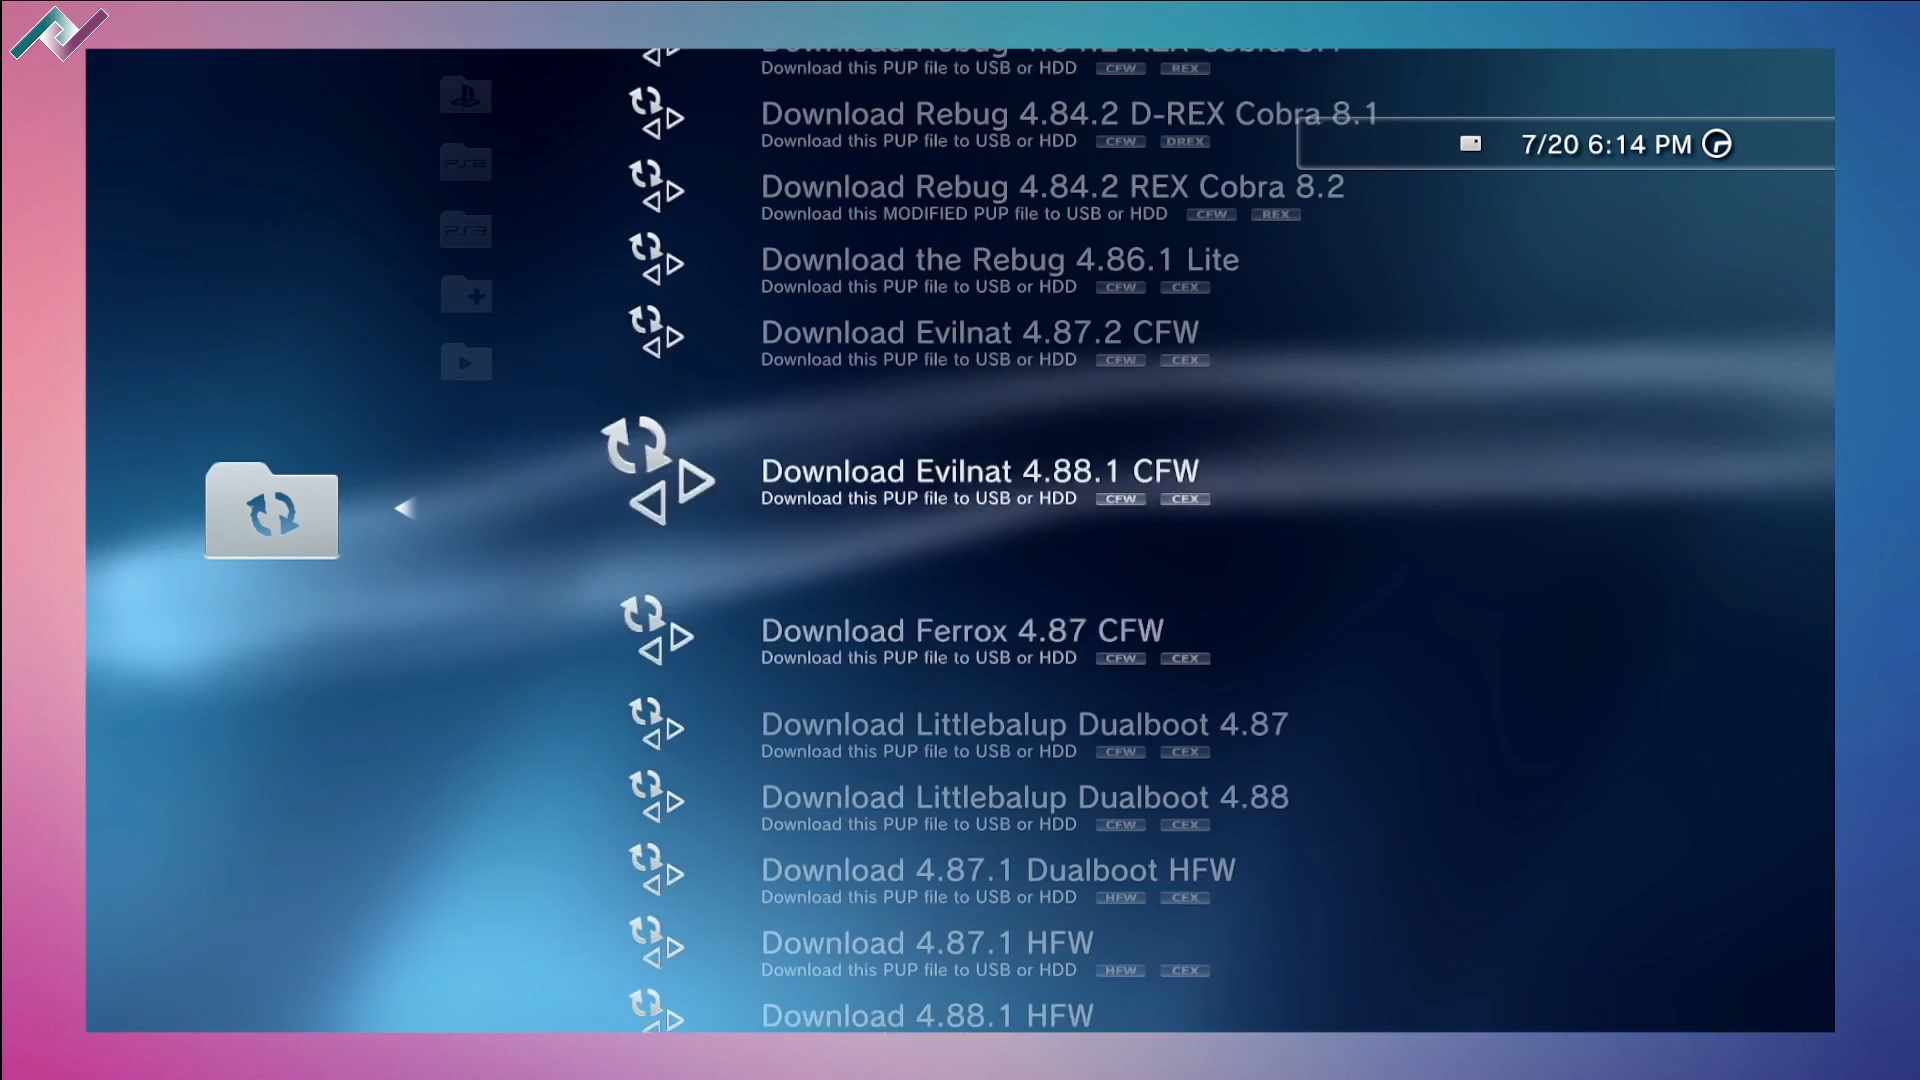 Download this PUP file to USB or HDD CFW REX
Download Rebug 4.84.2 D-REX Cobra 8.1
Download this PUP file to USB or HDD CFW DREX
7/20 6:14 PM
Download Rebug 4.84.2 REX Cobra 8.2
Download this MODIFIED PUP file to USB or HDD CFW REX
PS2
PS3
Download the Rebug 4.86.1 Lite
Download this PUP file to USB or HDD CFW CEX
Download Evilnat 4.87.2 CFW
Download this PUP file to USB or HDD CFW CEX
Download Evilnat 4.88.1 CFW
Download this PUP file to USB or HDD CFW CEX
Download Ferrox 4.87 CFW
Download this PUP file to USB or HDD CFW CEX
Download Littlebalup Dualboot 4.87
Download this PUP file to USB or HDD CFW CEX
Download Littlebalup Dualboot 4.88
Download this PUP file to USB or HDD CFW CEX
Download 4.87.1 Dualboot HFW
Download this PUP file to USB or HDD HFW CEX
Download 4.87.1 HFW
Download this PUP file to USB or HDD HFW CEX
Download 4.88.1 HFW